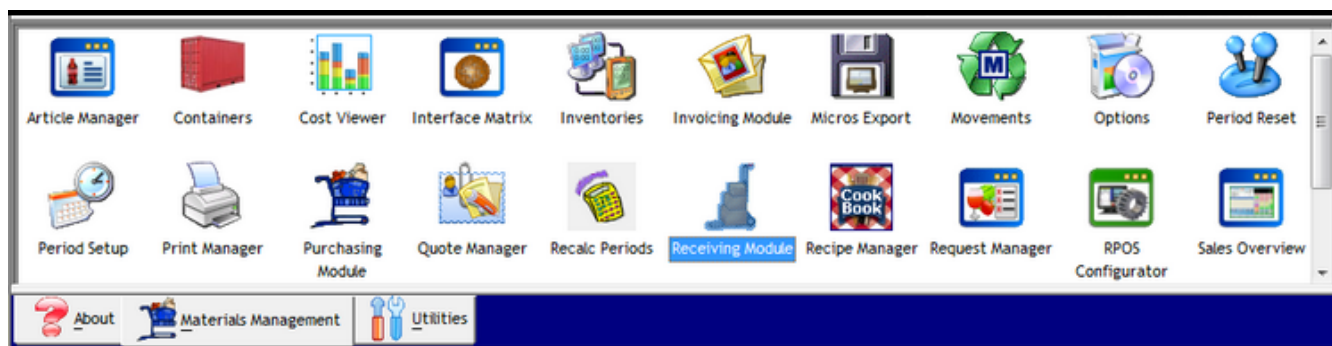 Article Manager
Containers
Cost Viewer
Interface Matrix
Inventories
Invoicing Module
Micros Export
Movements
Options
Period Reset
M
Period Setup
Print Manager
Purchasing
Module
Quote Manager
Recalc Periods
Receiving Module
Cook
Book
Recipe Manager
Request Manager
RPOS
Configurator
Sales Overview
About
Materials Management
Utilities